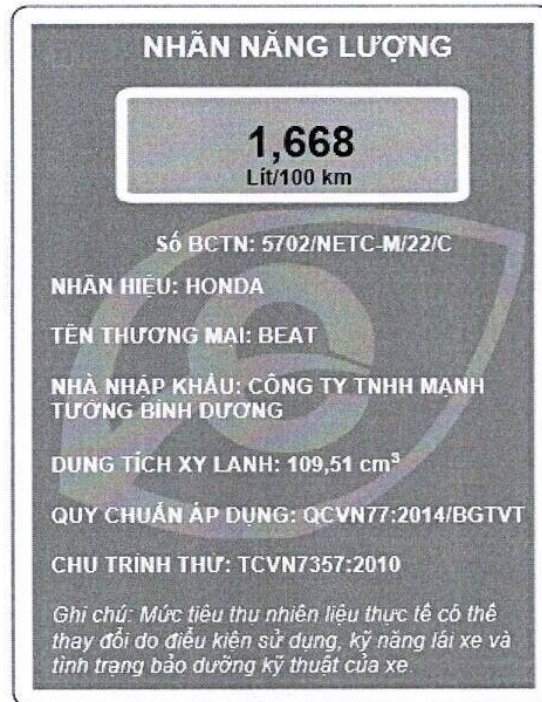 NHÃN NĂNG LƯỢNG
1,668
Lít/100 km
Số BCTN: 5702/NETC-M/22/C
NHÃN HIỆU: HONDA
TÊN THƯƠNG MẠI: BEAT
NHÀ NHẬP KHẨU: CÔNG TY TNHH MẠNH
TƯỜNG BÌNH DƯƠNG
DUNG TÍCH XY LANH: 109,51 cm³
QUY CHUẨN ÁP DỤNG: QCVN77:2014/BGTVT
CHU TRÌNH THỬ: TCVN7357:2010
Ghi chú: Mức tiêu thụ nhiên liệu thực tế có thể
thay đổi do điều kiện sử dụng, kỹ năng lái xe và
tình trạng bảo dưỡng kỹ thuật của xe.